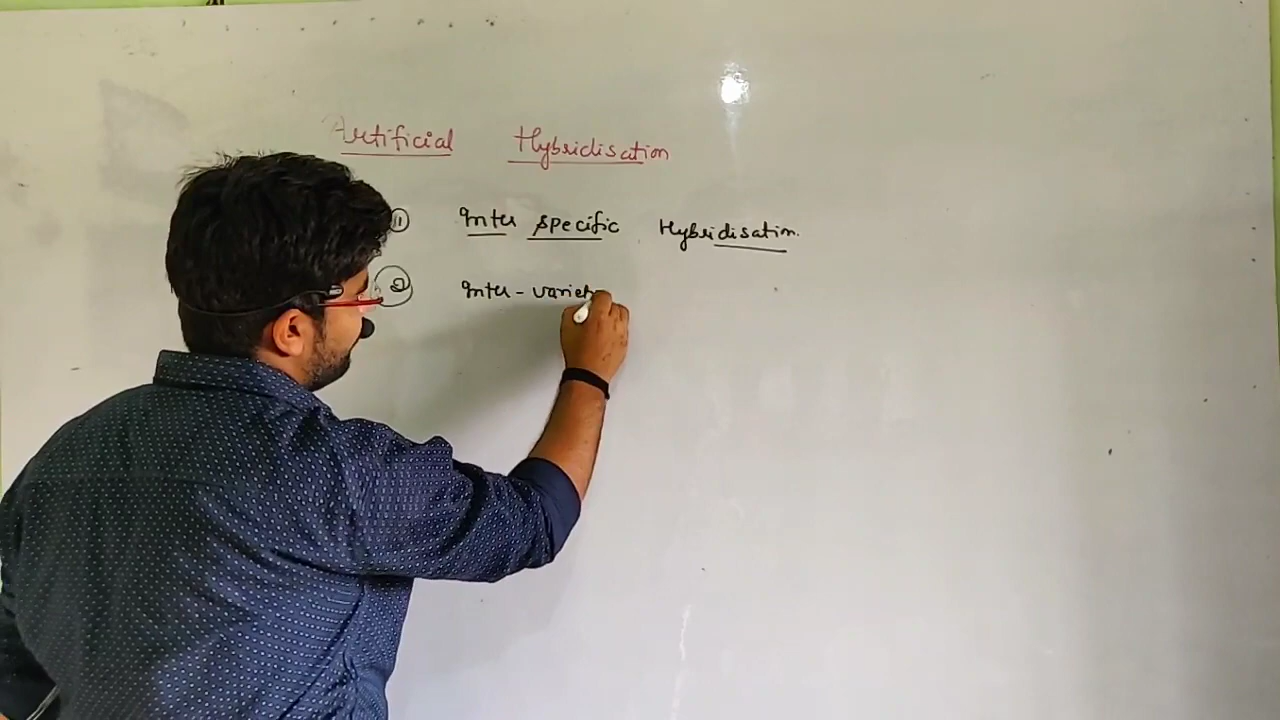 Artificial Hybridisation
1 Inter specific Hybridisation.
2 Inter - variet